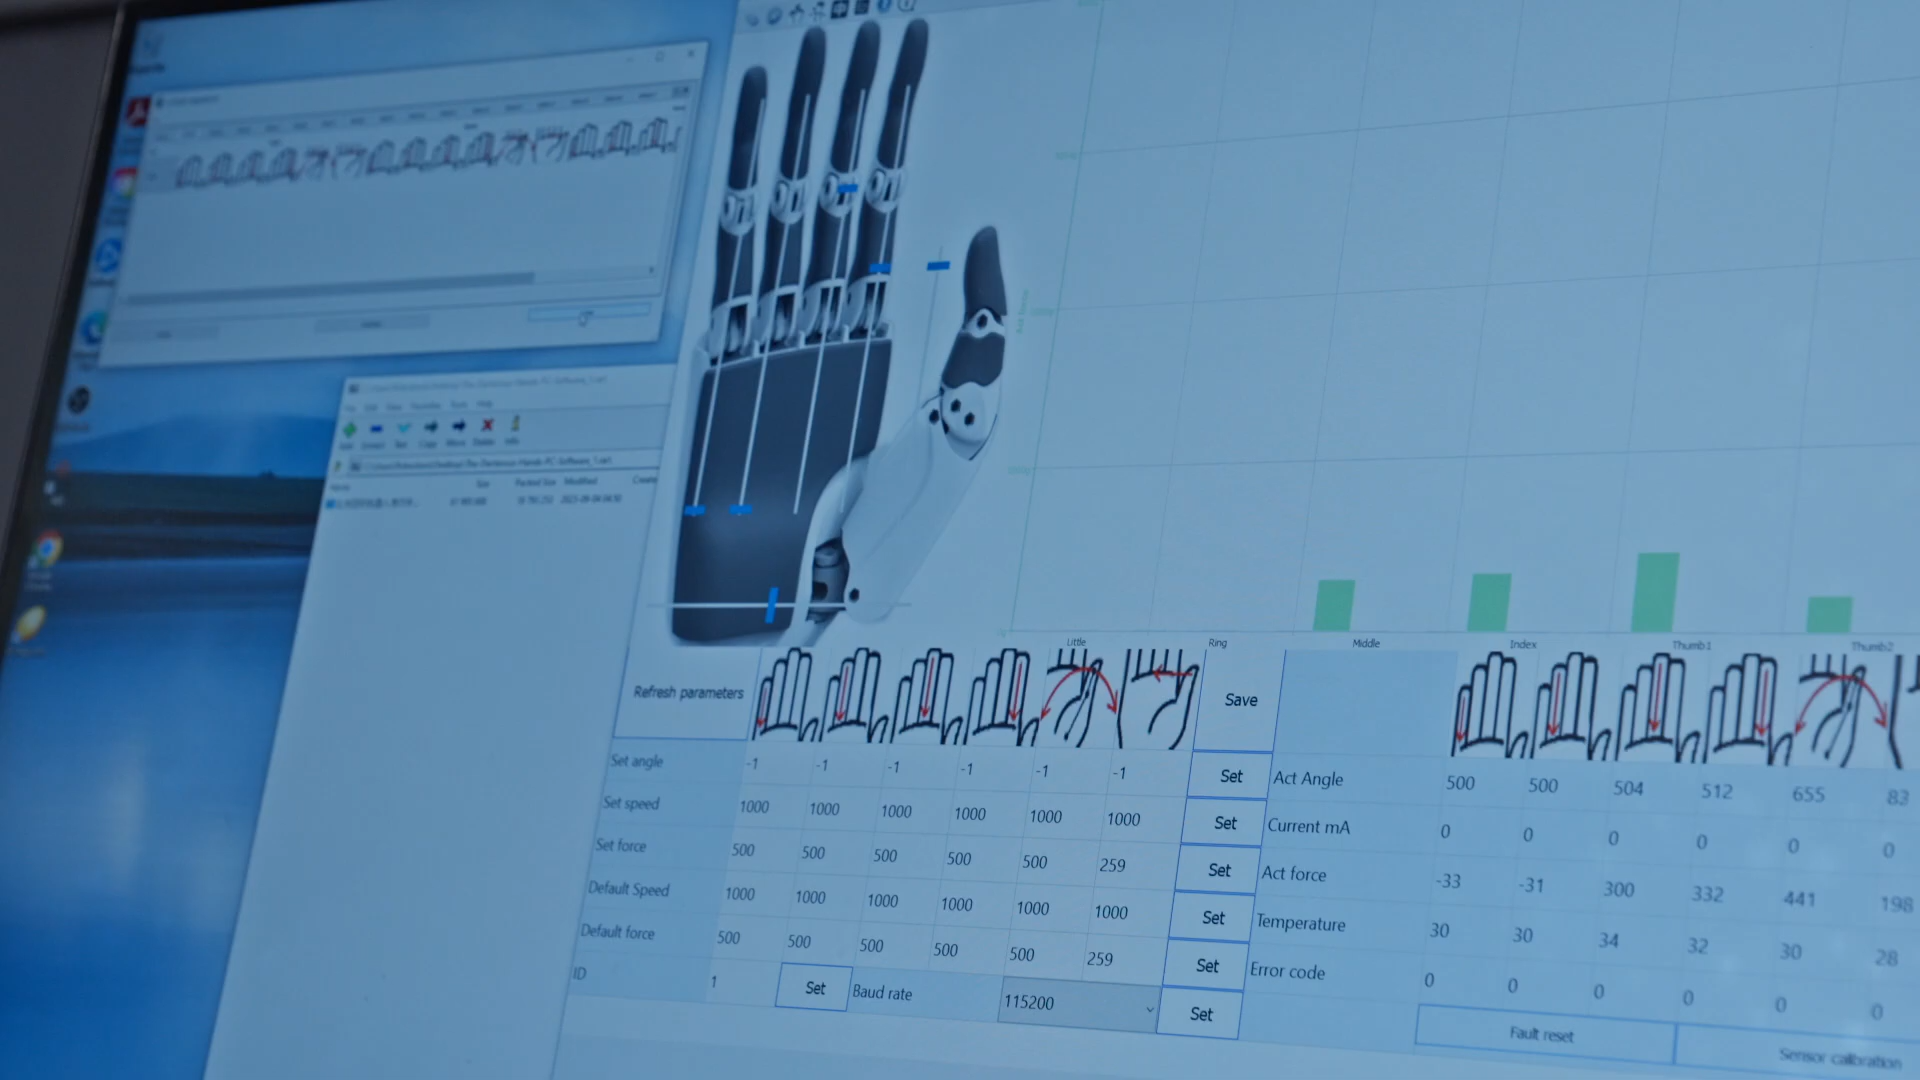 Size Packed Size Modified
Little Ring Middle Index Thumb1 Thumb2
Refresh parameters
Save
Set angle -1 -1 -1 -1 -1 -1 Set
Set speed 1000 1000 1000 1000 1000 1000 Set
Set force 500 500 500 500 500 259 Set
Default Speed 1000 1000 1000 1000 1000 1000 Set
Default force 500 500 500 500 500 259 Set
ID 1 Set Baud rate 115200 Set
Act Angle 500 500 504 512 655 83
Current mA 0 0 0 0 0 0
Act force -33 -31 300 332 441 198
Temperature 30 30 34 32 30 28
Error code 0 0 0 0 0 0
Fault reset Sensor calibration